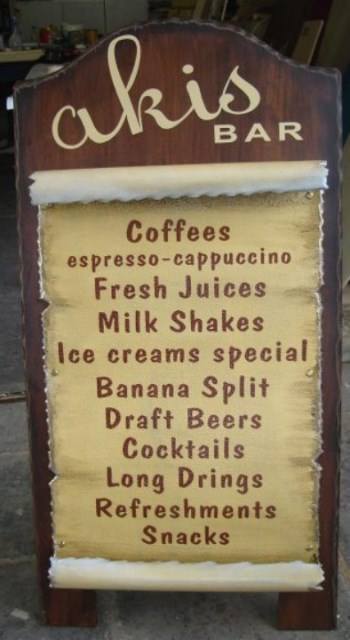 akis
BAR
Coffees
espresso-cappuccino
Fresh Juices
Milk Shakes
Ice creams special
Banana Split
Draft Beers
Cocktails
Long Drings
Refreshments
Snacks